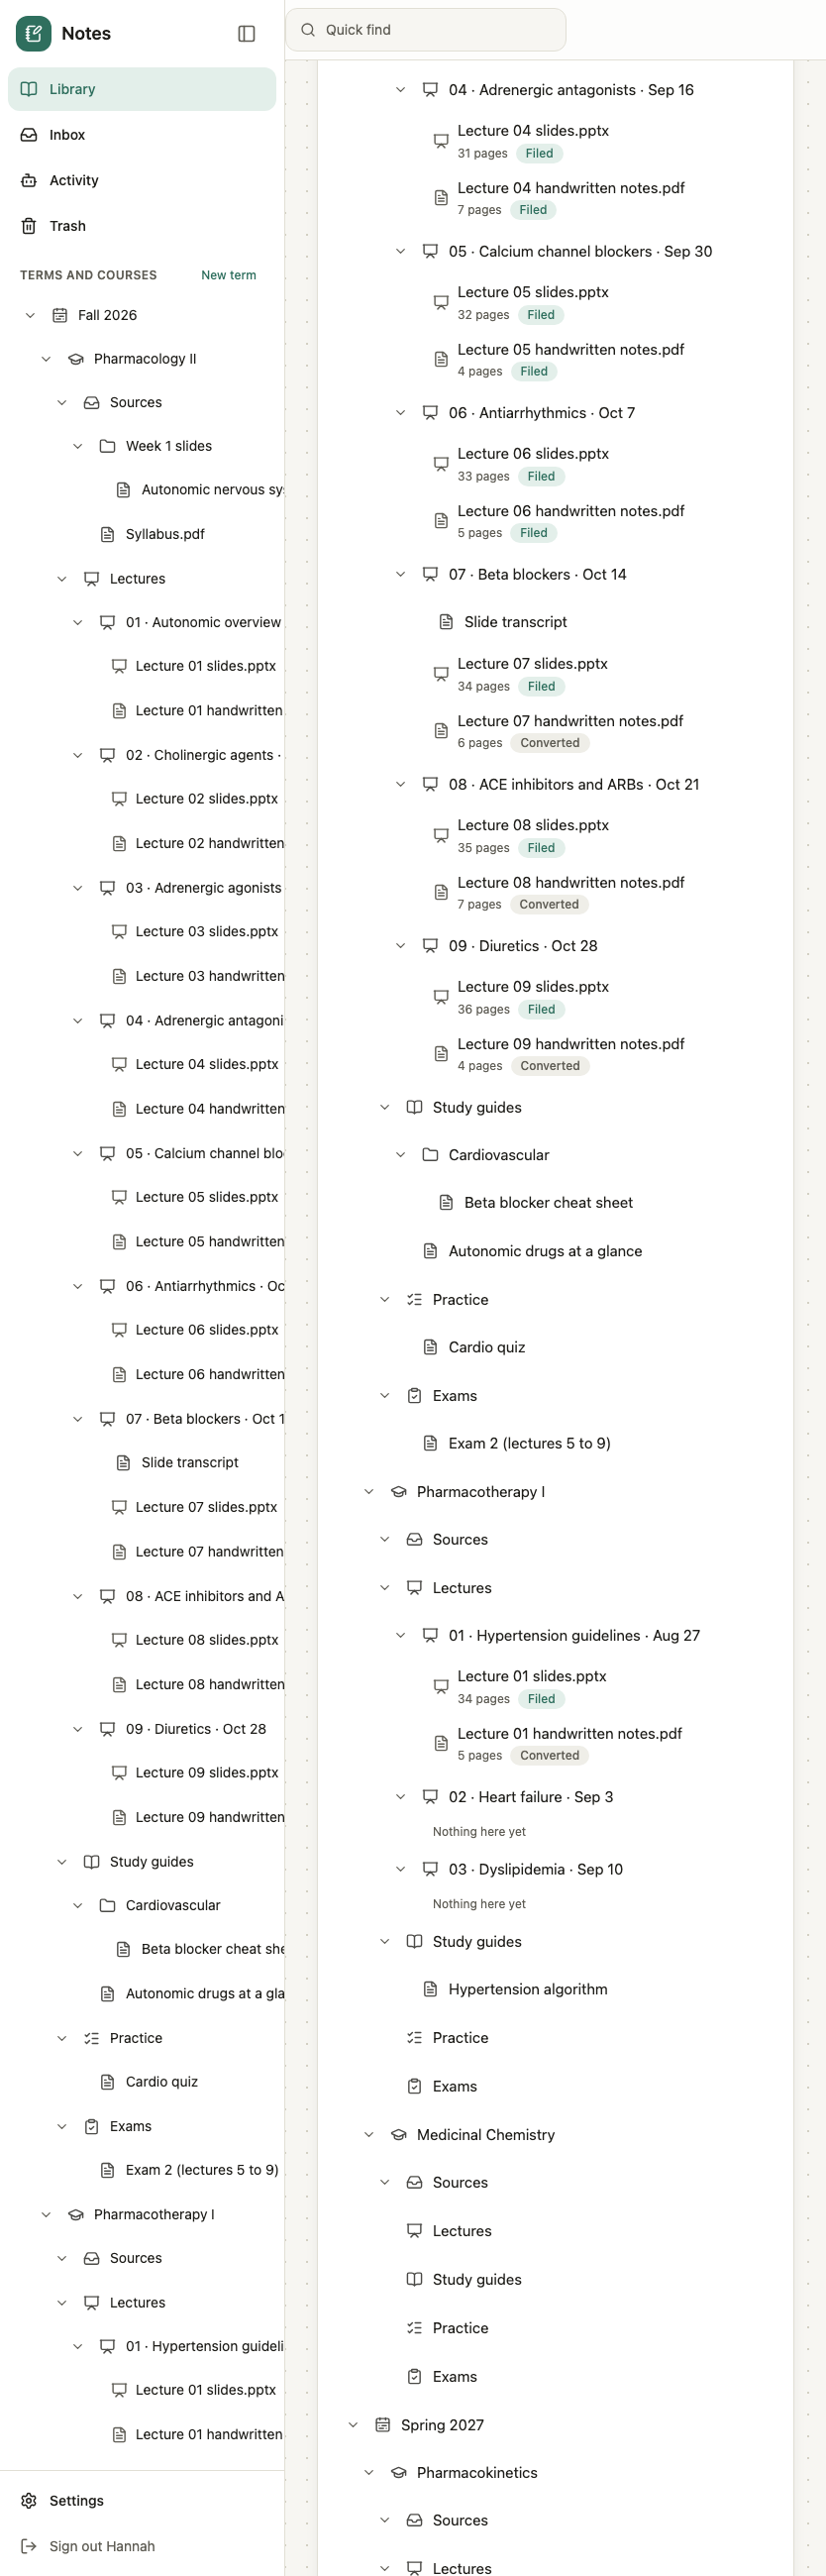 Notes
Library
Inbox
Activity
Trash
TERMS AND COURSES
New term
Fall 2026
Pharmacology II
Sources
Week 1 slides
Autonomic nervous sy
Syllabus.pdf
Lectures
01 · Autonomic overview
Lecture 01 slides.pptx
Lecture 01 handwritten
02 · Cholinergic agents ·
Lecture 02 slides.pptx
Lecture 02 handwritten
03 · Adrenergic agonists
Lecture 03 slides.pptx
Lecture 03 handwritten
04 · Adrenergic antagoni
Lecture 04 slides.pptx
Lecture 04 handwritten
05 · Calcium channel blo
Lecture 05 slides.pptx
Lecture 05 handwritten
06 · Antiarrhythmics · Oc
Lecture 06 slides.pptx
Lecture 06 handwritten
07 · Beta blockers · Oct 1
Slide transcript
Lecture 07 slides.pptx
Lecture 07 handwritten
08 · ACE inhibitors and A
Lecture 08 slides.pptx
Lecture 08 handwritten
09 · Diuretics · Oct 28
Lecture 09 slides.pptx
Lecture 09 handwritten
Study guides
Cardiovascular
Beta blocker cheat she
Autonomic drugs at a gla
Practice
Cardio quiz
Exams
Exam 2 (lectures 5 to 9)
Pharmacotherapy I
Sources
Lectures
01 · Hypertension guideli
Lecture 01 slides.pptx
Lecture 01 handwritten
Settings
Sign out Hannah
Quick find
04 · Adrenergic antagonists · Sep 16
Lecture 04 slides.pptx
31 pages Filed
Lecture 04 handwritten notes.pdf
7 pages Filed
05 · Calcium channel blockers · Sep 30
Lecture 05 slides.pptx
32 pages Filed
Lecture 05 handwritten notes.pdf
4 pages Filed
06 · Antiarrhythmics · Oct 7
Lecture 06 slides.pptx
33 pages Filed
Lecture 06 handwritten notes.pdf
5 pages Filed
07 · Beta blockers · Oct 14
Slide transcript
Lecture 07 slides.pptx
34 pages Filed
Lecture 07 handwritten notes.pdf
6 pages Converted
08 · ACE inhibitors and ARBs · Oct 21
Lecture 08 slides.pptx
35 pages Filed
Lecture 08 handwritten notes.pdf
7 pages Converted
09 · Diuretics · Oct 28
Lecture 09 slides.pptx
36 pages Filed
Lecture 09 handwritten notes.pdf
4 pages Converted
Study guides
Cardiovascular
Beta blocker cheat sheet
Autonomic drugs at a glance
Practice
Cardio quiz
Exams
Exam 2 (lectures 5 to 9)
Pharmacotherapy I
Sources
Lectures
01 · Hypertension guidelines · Aug 27
Lecture 01 slides.pptx
34 pages Filed
Lecture 01 handwritten notes.pdf
5 pages Converted
02 · Heart failure · Sep 3
Nothing here yet
03 · Dyslipidemia · Sep 10
Nothing here yet
Study guides
Hypertension algorithm
Practice
Exams
Medicinal Chemistry
Sources
Lectures
Study guides
Practice
Exams
Spring 2027
Pharmacokinetics
Sources
Lectures